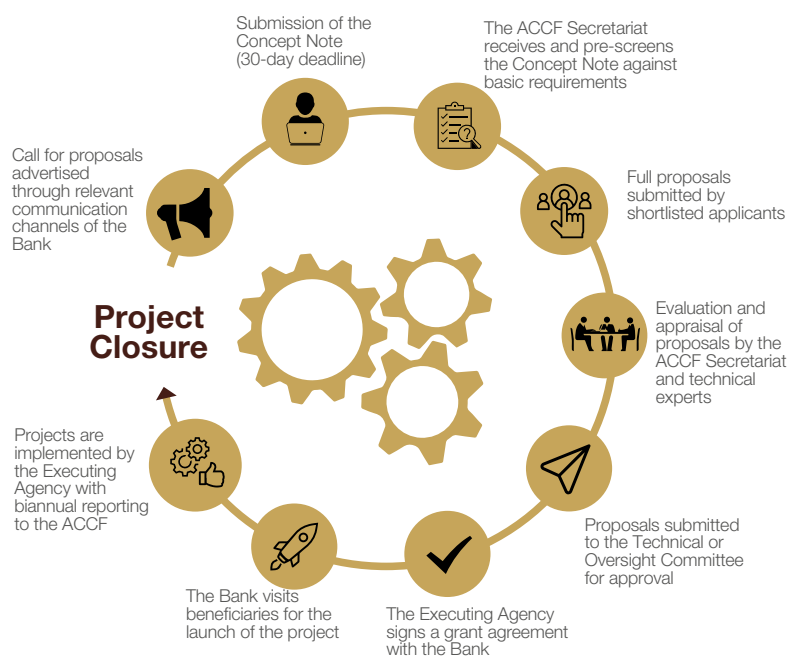 Submission of the
Concept Note
(30-day deadline)
The ACCF Secretariat
receives and pre-screens
the Concept Note against
basic requirements
Call for proposals
advertised
through relevant
communication
channels of the
Bank
Full proposals
submitted by
shortlisted applicants
Project
Closure
Evaluation and
appraisal of
proposals by the
ACCF Secretariat
and technical
experts
Projects are
implemented by
the Executing
Agency with
biannual reporting
to the ACCF
Proposals submitted
to the Technical or
Oversight Committee
for approval
The Bank visits
beneficiaries for the
launch of the project
The Executing Agency
signs a grant agreement
with the Bank